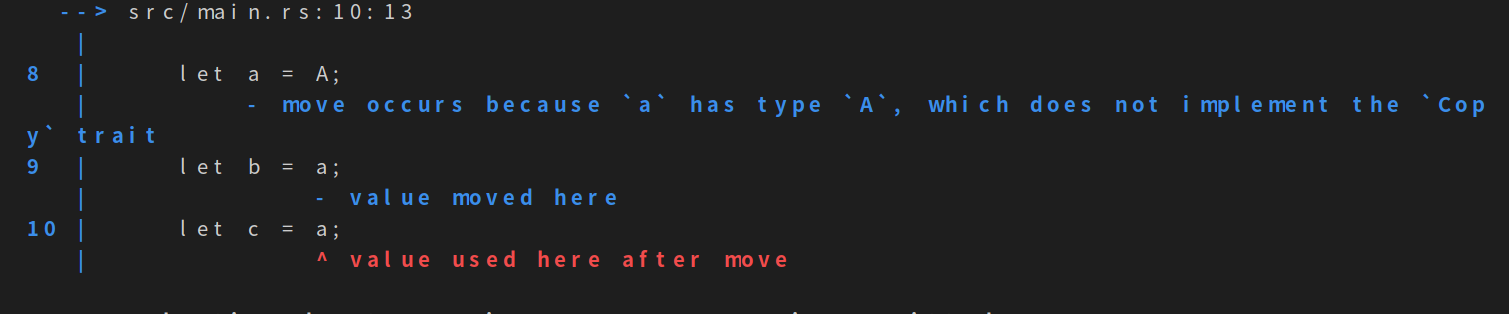 --> src/main.rs:10:13
|
8 | let a = A;
| - move occurs because `a` has type `A`, which does not implement the `Cop
y` trait
9 | let b = a;
| - value moved here
10 | let c = a;
| ^ value used here after move